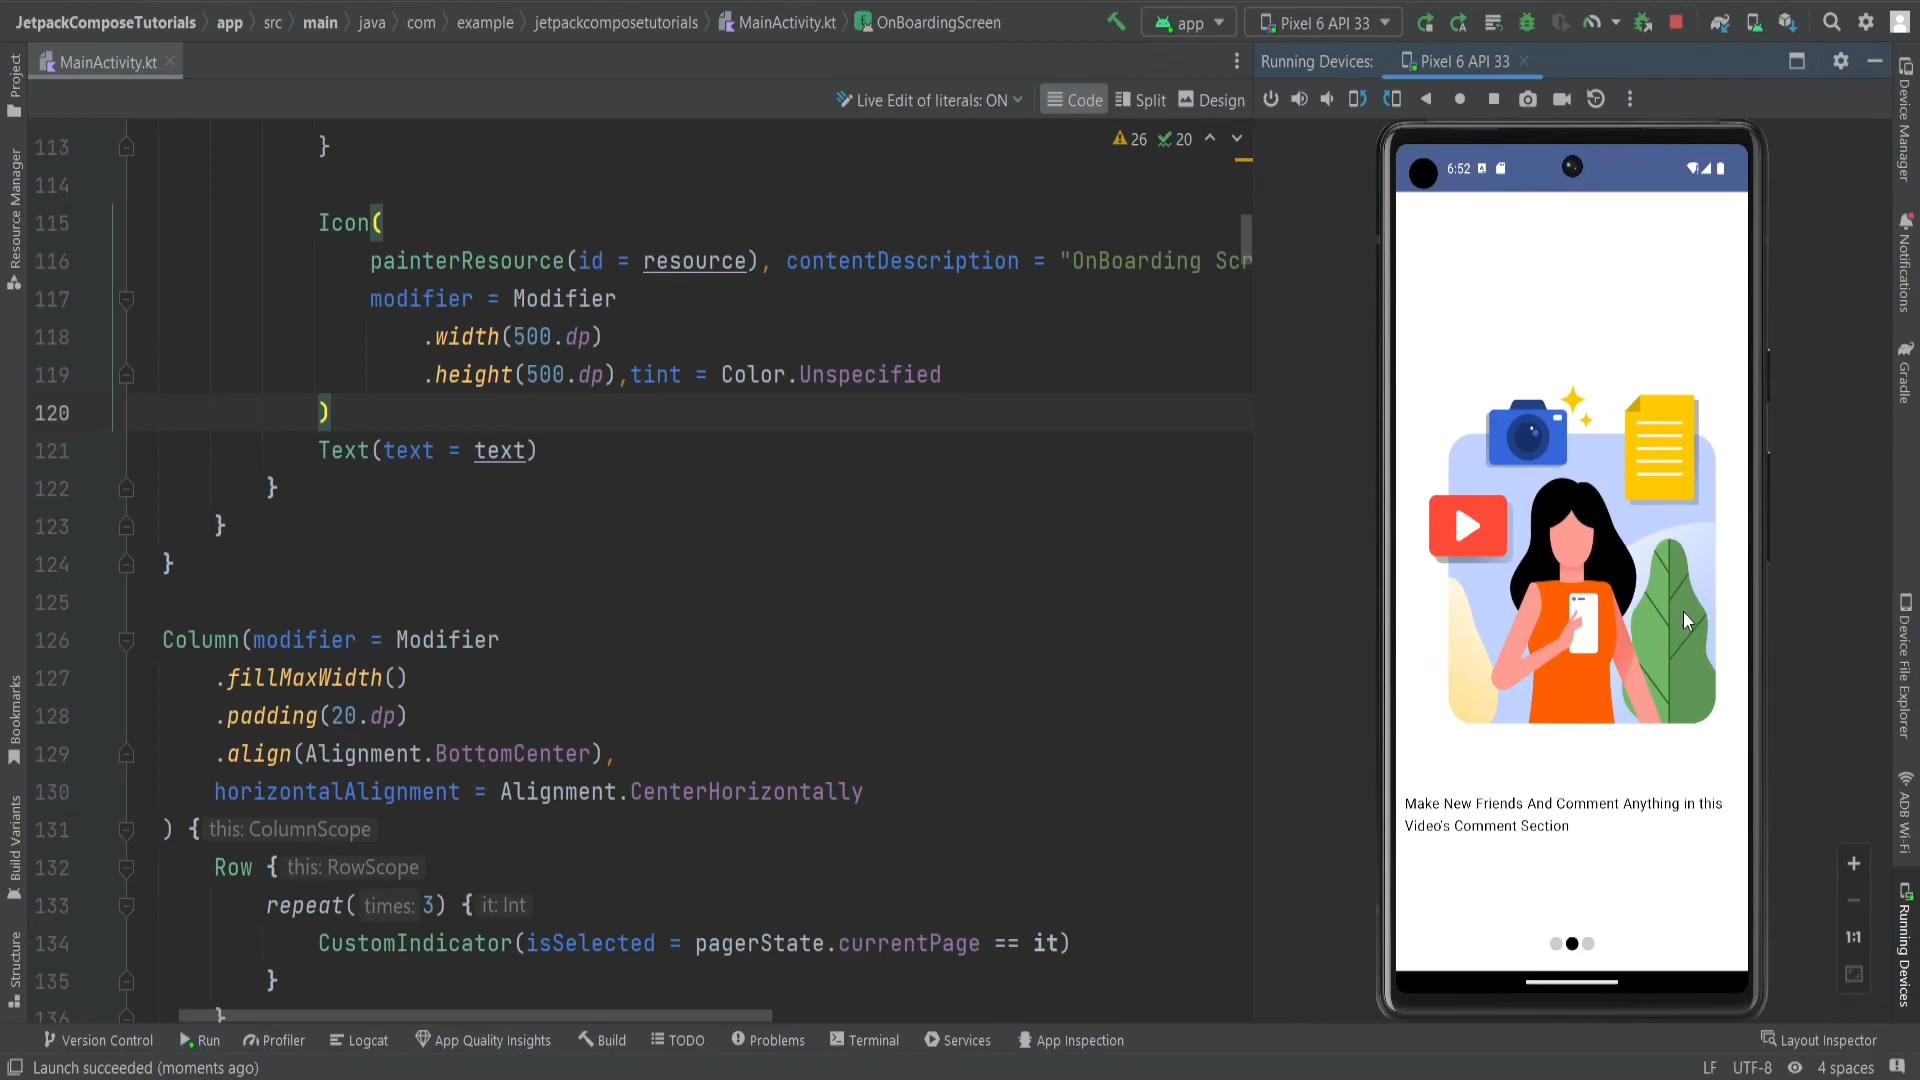 JetpackComposeTutorials app src main java com example jetpackcomposetutorials MainActivity.kt OnBoardingScreen app Pixel 6 API 33
MainActivity.kt
Running Devices: Pixel 6 API 33
Live Edit of literals: ON Code Split Design
26 20
113 }
114
115 Icon(
116 painterResource(id = resource), contentDescription = "OnBoarding Scr
117 modifier = Modifier
118 .width(500.dp)
119 .height(500.dp),tint = Color.Unspecified
120 )
121 Text(text = text)
122 }
123 }
124 }
125
126 Column(modifier = Modifier
127 .fillMaxWidth()
128 .padding(20.dp)
129 .align(Alignment.BottomCenter),
130 horizontalAlignment = Alignment.CenterHorizontally
131 ) { this: ColumnScope
132 Row { this: RowScope
133 repeat( times: 3) { it: Int
134 CustomIndicator(isSelected = pagerState.currentPage == it)
135 }
136 }
Project
Resource Manager
Bookmarks
Build Variants
Structure
6:52
Make New Friends And Comment Anything in this
Video's Comment Section
1:1
Device Manager
Notifications
Gradle
Device File Explorer
ADB Wi-Fi
Running Devices
Version Control Run Profiler Logcat App Quality Insights Build TODO Problems Terminal Services App Inspection Layout Inspector
Launch succeeded (moments ago) LF UTF-8 4 spaces